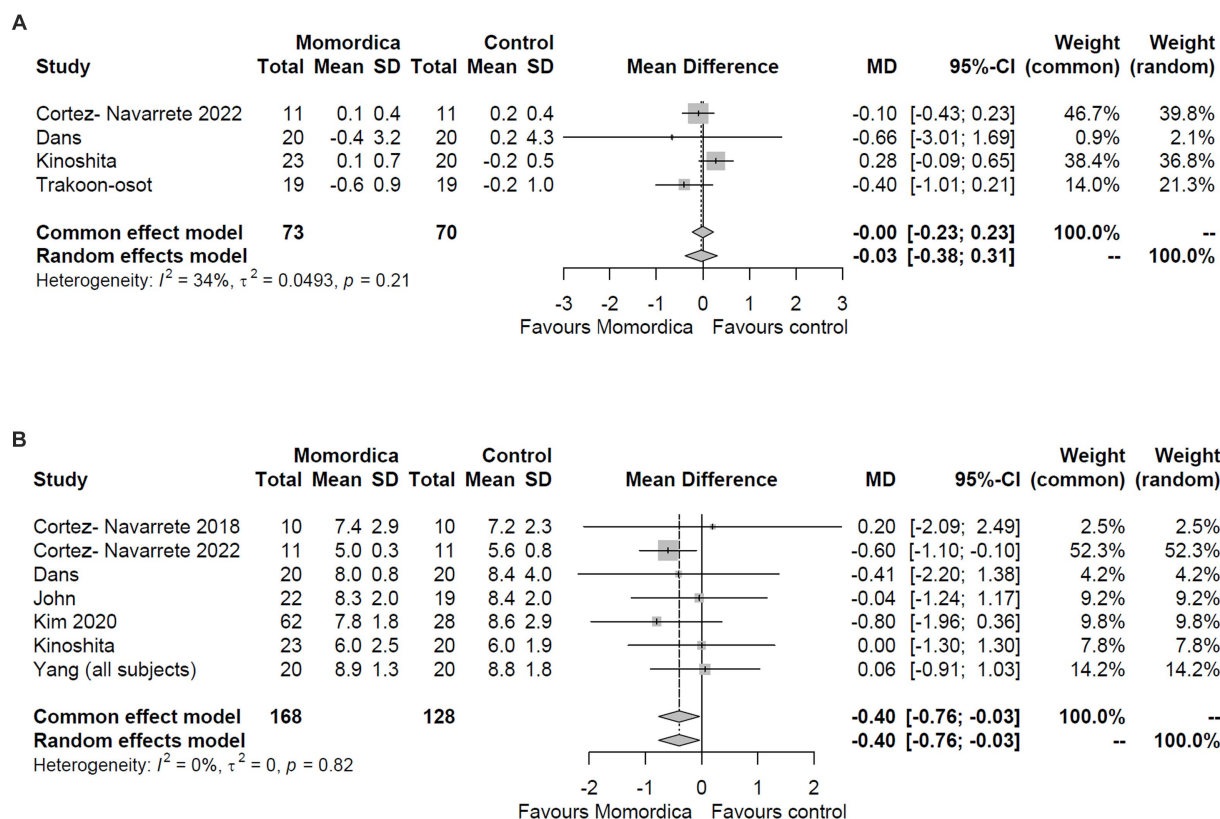 A
Momordica Control Weight Weight
Study Total Mean SD Total Mean SD Mean Difference MD 95%-CI (common) (random)
Cortez- Navarrete 2022 11 0.1 0.4 11 0.2 0.4 -0.10 [-0.43; 0.23] 46.7% 39.8%
Dans 20 -0.4 3.2 20 0.2 4.3 -0.66 [-3.01; 1.69] 0.9% 2.1%
Kinoshita 23 0.1 0.7 20 -0.2 0.5 0.28 [-0.09; 0.65] 38.4% 36.8%
Trakoon-osot 19 -0.6 0.9 19 -0.2 1.0 -0.40 [-1.01; 0.21] 14.0% 21.3%
Common effect model 73 70 -0.00 [-0.23; 0.23] 100.0% --
Random effects model -0.03 [-0.38; 0.31] -- 100.0%
Heterogeneity: I² = 34%, τ² = 0.0493, p = 0.21
-3 -2 -1 0 1 2 3
Favours Momordica Favours control
B
Momordica Control Weight Weight
Study Total Mean SD Total Mean SD Mean Difference MD 95%-CI (common) (random)
Cortez- Navarrete 2018 10 7.4 2.9 10 7.2 2.3 0.20 [-2.09; 2.49] 2.5% 2.5%
Cortez- Navarrete 2022 11 5.0 0.3 11 5.6 0.8 -0.60 [-1.10; -0.10] 52.3% 52.3%
Dans 20 8.0 0.8 20 8.4 4.0 -0.41 [-2.20; 1.38] 4.2% 4.2%
John 22 8.3 2.0 19 8.4 2.0 -0.04 [-1.24; 1.17] 9.2% 9.2%
Kim 2020 62 7.8 1.8 28 8.6 2.9 -0.80 [-1.96; 0.36] 9.8% 9.8%
Kinoshita 23 6.0 2.5 20 6.0 1.9 0.00 [-1.30; 1.30] 7.8% 7.8%
Yang (all subjects) 20 8.9 1.3 20 8.8 1.8 0.06 [-0.91; 1.03] 14.2% 14.2%
Common effect model 168 128 -0.40 [-0.76; -0.03] 100.0% --
Random effects model -0.40 [-0.76; -0.03] -- 100.0%
Heterogeneity: I² = 0%, τ² = 0, p = 0.82
-2 -1 0 1 2
Favours Momordica Favours control